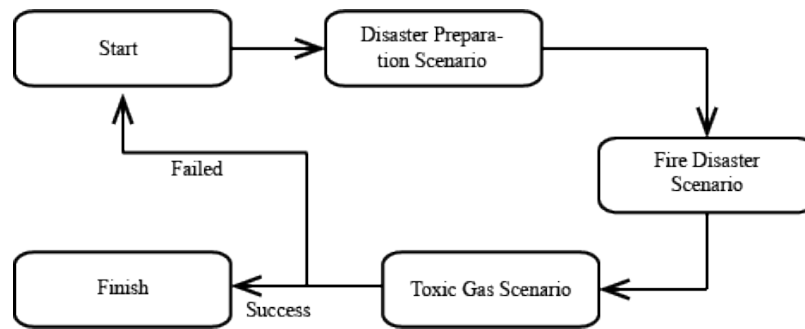 Start
Disaster Prepara-
tion Scenario
Fire Disaster
Scenario
Failed
Finish
Success
Toxic Gas Scenario